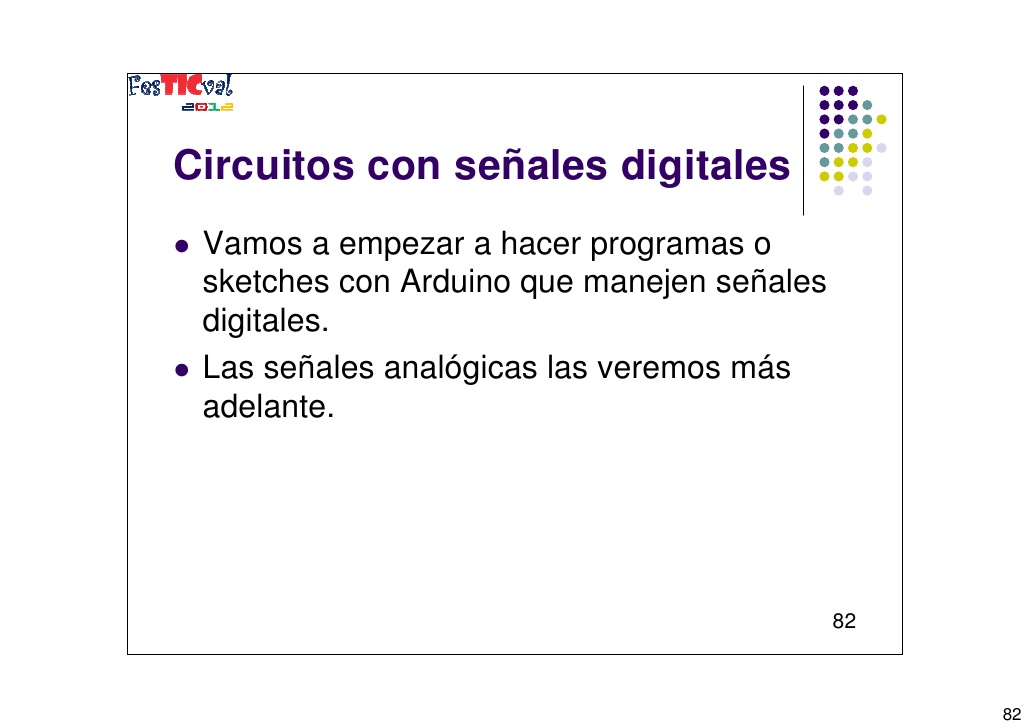 FesTICval
2012
Circuitos con señales digitales
Vamos a empezar a hacer programas o
sketches con Arduino que manejen señales
digitales.
Las señales analógicas las veremos más
adelante.
82
82